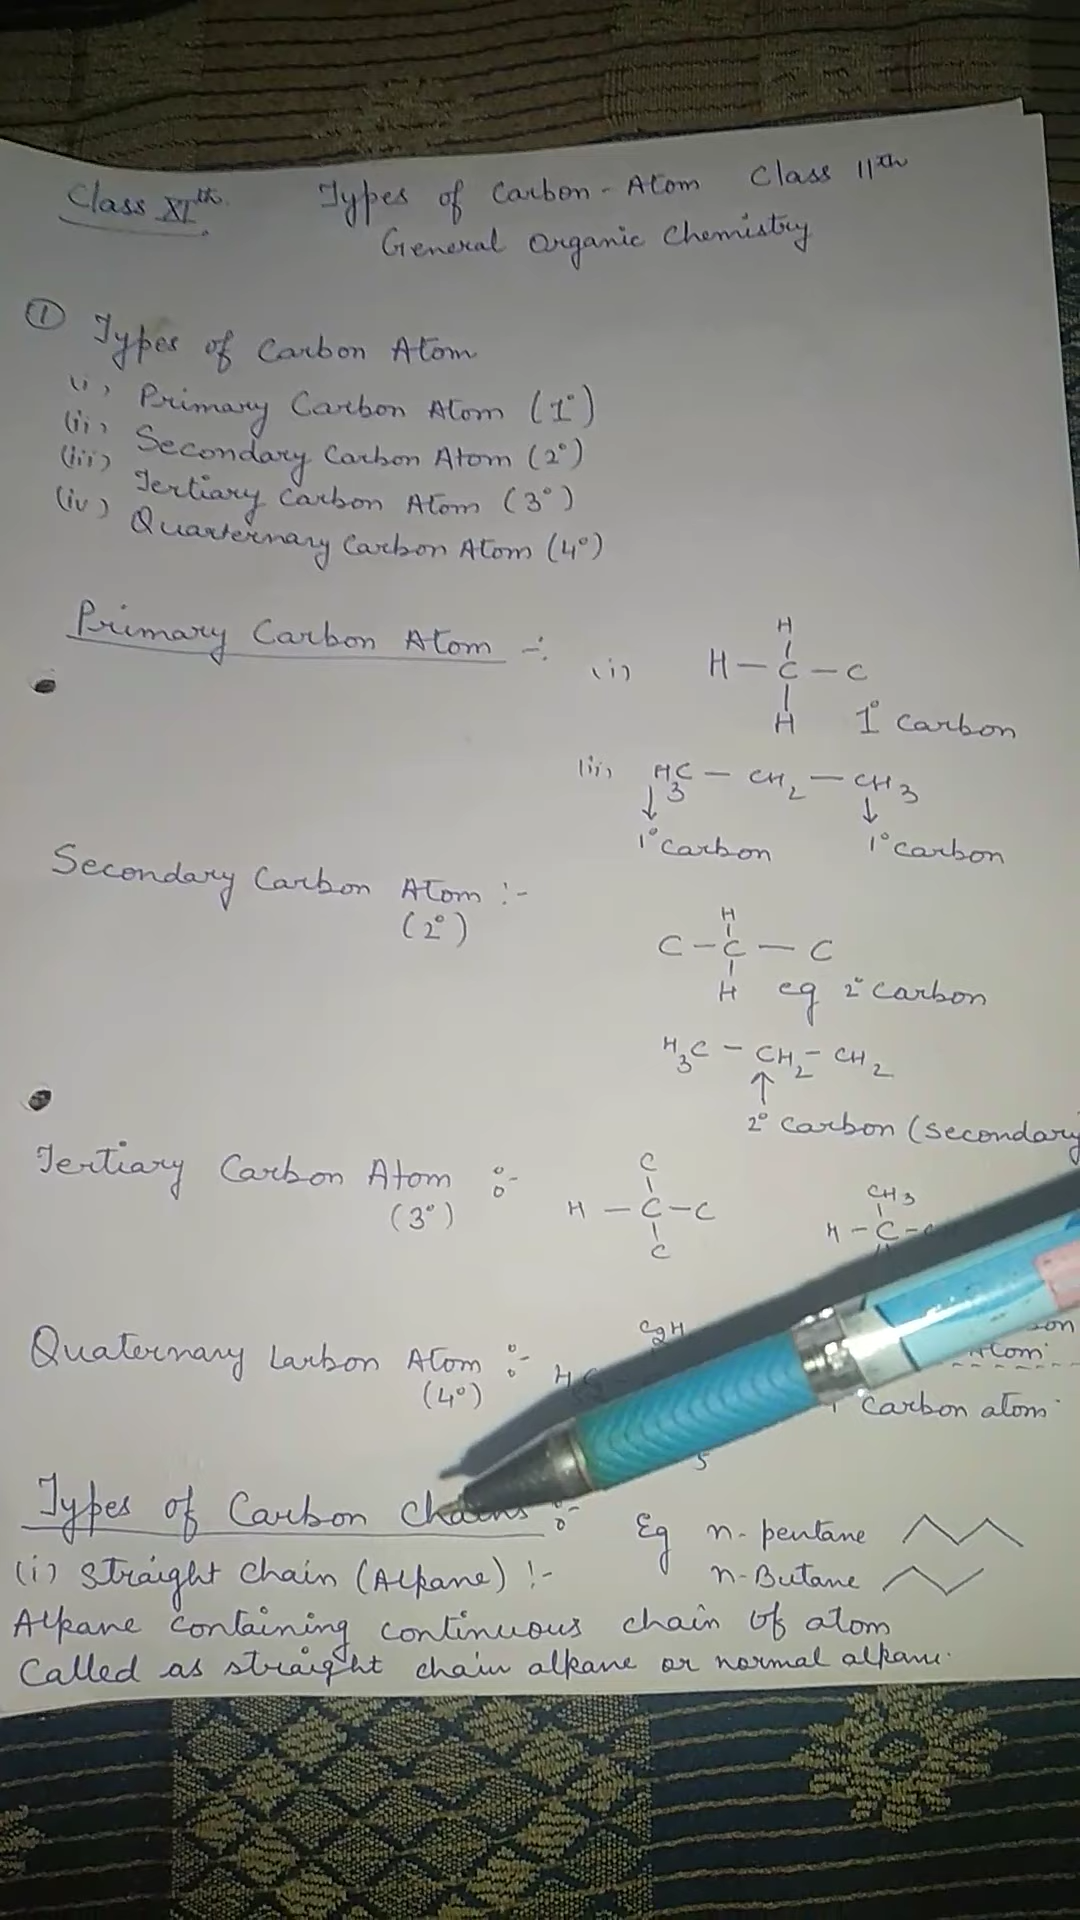 Class XIth. Types of Carbon-Atom Class 11th
General Organic Chemistry
① Types of Carbon Atom
(i) Primary Carbon Atom (1°)
(ii) Secondary Carbon Atom (2°)
(iii) Tertiary Carbon Atom (3°)
(iv) Quarternary Carbon Atom (4°)
Primary Carbon Atom :-
H
(i) H — C — C
H 1° Carbon
(ii) H3C — CH2 — CH3
1° Carbon 1° Carbon
Secondary Carbon Atom :-
(2°)
H
C — C — C
H eg 2° Carbon
H3C — CH2 — CH2
2° Carbon (Secondary)
Tertiary Carbon Atom :-
(3°)
C
H — C — C
C
CH3
H — C —
Quaternary Carbon Atom :-
(4°)
Carbon atom.
Types of Carbon Chains :-
Eg n-pentane
n-Butane
(i) Straight Chain (Alkane) :-
Alkane containing continuous chain of atom
Called as straight chain alkane or normal alkane.